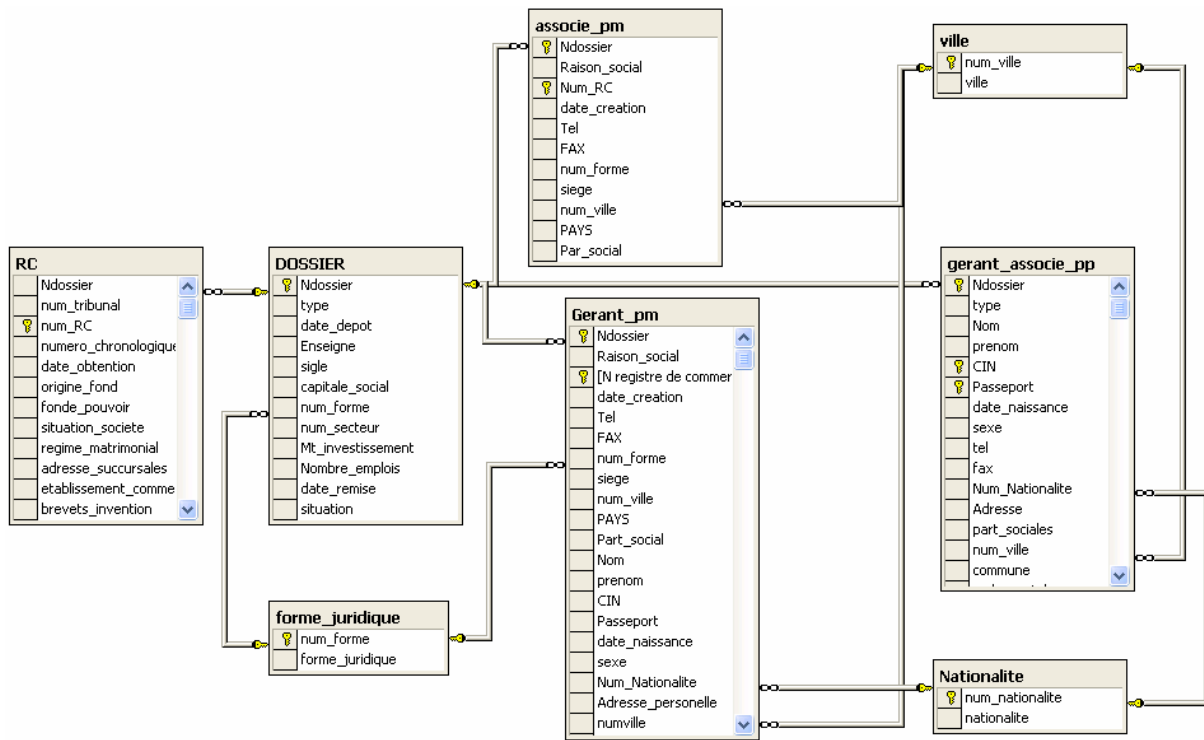 associe_pm
Ndossier
Raison_social
Num_RC
date_creation
Tel
FAX
num_forme
siege
num_ville
PAYS
Par_social
ville
num_ville
ville
RC
Ndossier
num_tribunal
num_RC
numero_chronologique
date_obtention
origine_fond
fonde_pouvoir
situation_societe
regime_matrimonial
adresse_succursales
etablissement_comme
brevets_invention
DOSSIER
Ndossier
type
date_depot
Enseigne
sigle
capitale_social
num_forme
num_secteur
Mt_investissement
Nombre_emplois
date_remise
situation
Gerant_pm
Ndossier
Raison_social
[N registre de commer
date_creation
Tel
FAX
num_forme
siege
num_ville
PAYS
Part_social
Nom
prenom
CIN
Passeport
date_naissance
sexe
Num_Nationalite
Adresse_personelle
numville
gerant_associe_pp
Ndossier
type
Nom
prenom
CIN
Passeport
date_naissance
sexe
tel
fax
Num_Nationalite
Adresse
part_sociales
num_ville
commune
forme_juridique
num_forme
forme_juridique
Nationalite
num_nationalite
nationalite